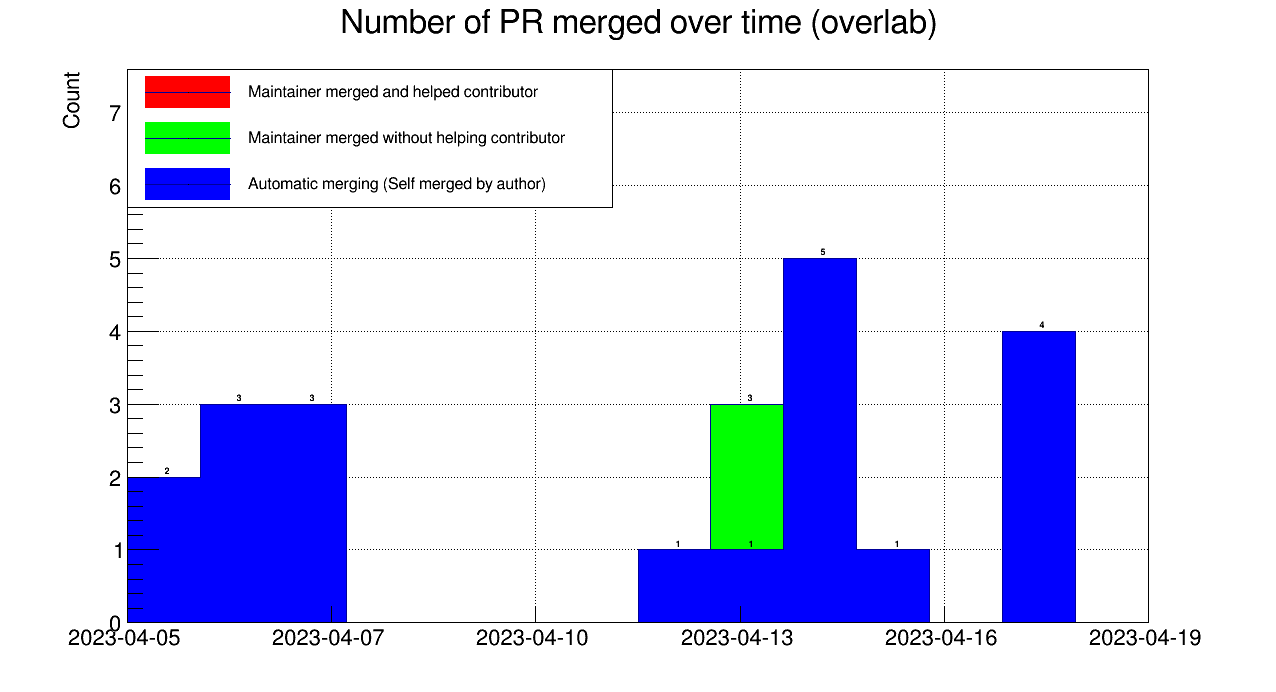 Number of PR merged over time (overlab)
Count
Maintainer merged and helped contributor
Maintainer merged without helping contributor
Automatic merging (Self merged by author)
7
6
5
4
3
2
1
0
2
3
3
1
3
1
5
1
4
2023-04-05 2023-04-07 2023-04-10 2023-04-13 2023-04-16 2023-04-19